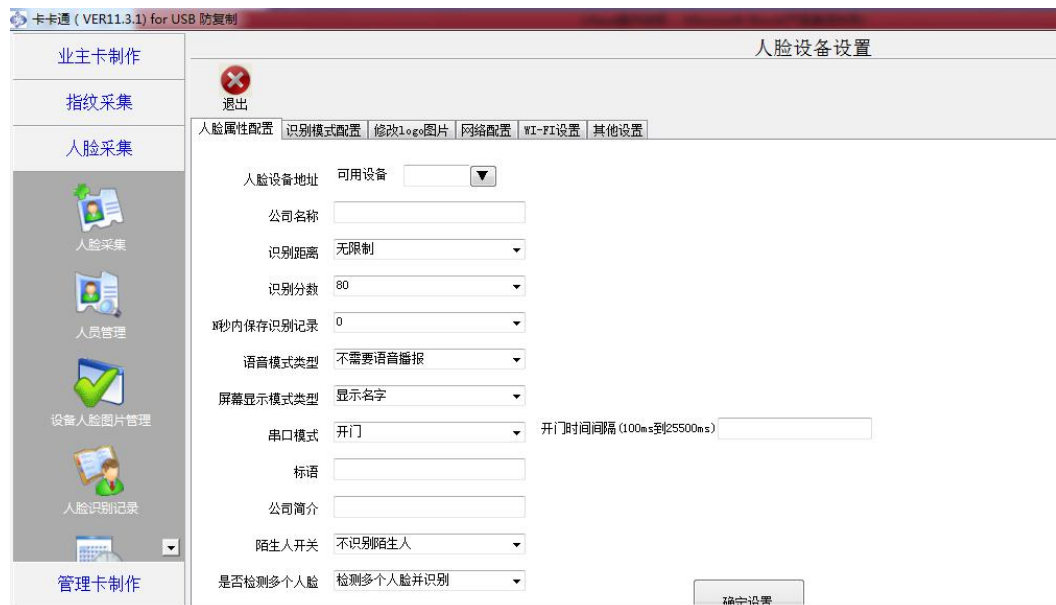 卡卡通 ( VER11.3.1) for USB 防复制
业主卡制作
指纹采集
人脸采集
人脸采集
人员管理
设备人脸图片管理
人脸识别记录
管理卡制作
人脸设备设置
退出
人脸属性配置 识别模式配置 修改logo图片 网络配置 WI-FI设置 其他设置
人脸设备地址 可用设备
公司名称
识别距离 无限制
识别分数 80
N秒内保存识别记录 0
语音模式类型 不需要语音播报
屏幕显示模式类型 显示名字
串口模式 开门 开门时间间隔(100ms到25500ms)
标语
公司简介
陌生人开关 不识别陌生人
是否检测多个人脸 检测多个人脸并识别
确定设置